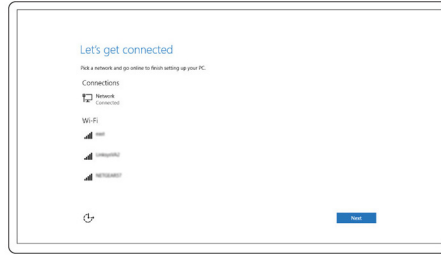 Let's get connected
Pick a network and go online to finish setting up your PC.
Connections
Network
Connected
Wi-Fi
Next